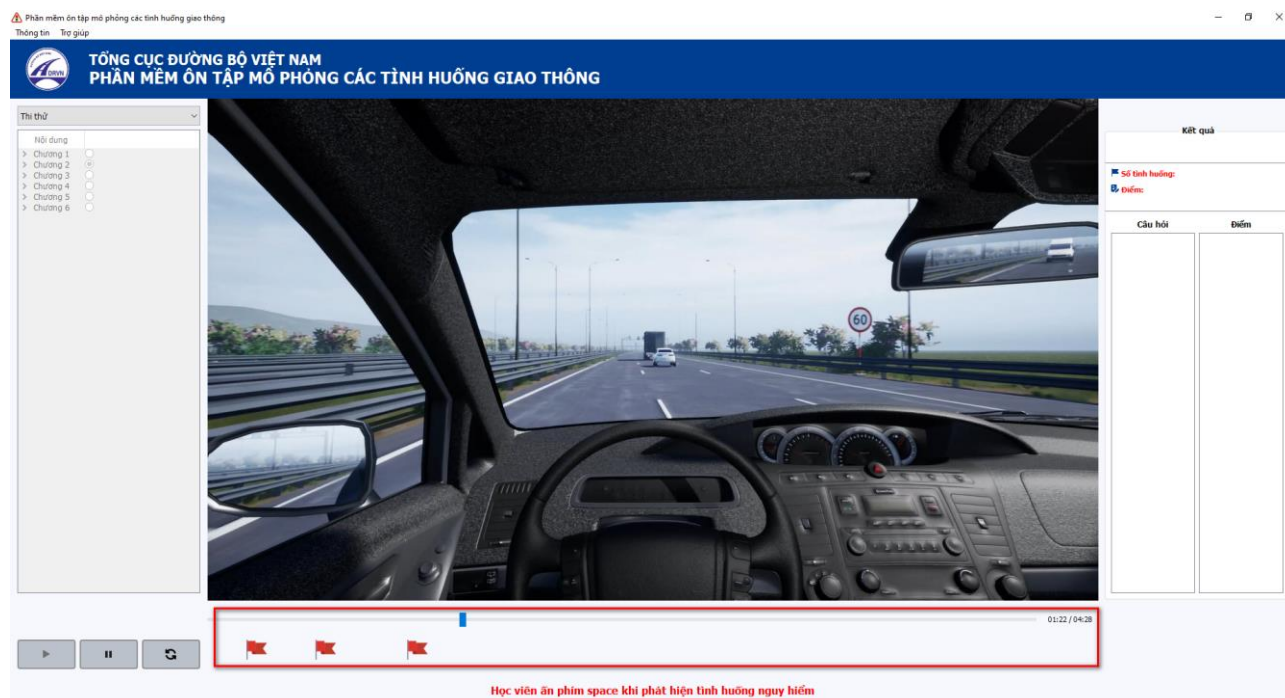 Phần mềm ôn tập mô phỏng các tình huống giao thông
Thông tin Trợ giúp
TỔNG CỤC ĐƯỜNG BỘ VIỆT NAM
PHẦN MỀM ÔN TẬP MÔ PHỎNG CÁC TÌNH HUỐNG GIAO THÔNG
DRVN
Thi thử
Nội dung
Chương 1
Chương 2
Chương 3
Chương 4
Chương 5
Chương 6
60
Kết quả
Số tình huống:
Điểm:
Câu hỏi Điểm
01:22 / 04:28
Học viên ấn phím space khi phát hiện tình huống nguy hiểm